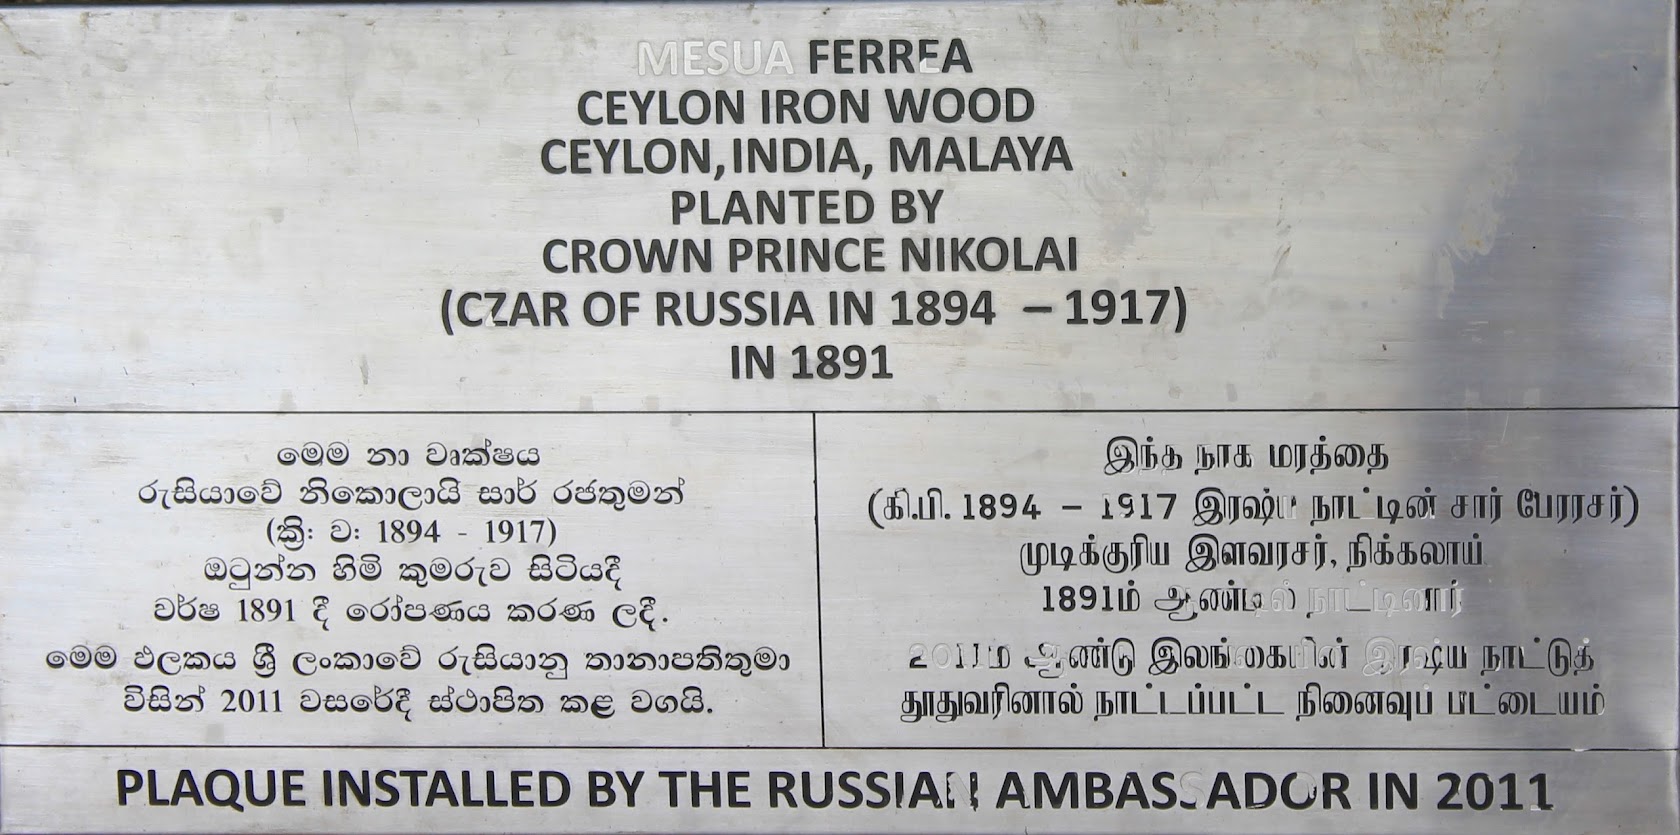 MESUA FERREA
CEYLON IRON WOOD
CEYLON, INDIA, MALAYA
PLANTED BY
CROWN PRINCE NIKOLAI
(CZAR OF RUSSIA IN 1894 – 1917)
IN 1891
මෙම නා වෘක්ෂය
රුසියාවේ නිකොලායි සාර් රජතුමන්
(ක්‍රි: ව: 1894 - 1917)
ඔටුන්න හිමි කුමරුව සිටියදී
වර්ෂ 1891 දී රෝපණය කරණ ලදී.
මෙම ඵලකය ශ්‍රී ලංකාවේ රුසියානු තානාපතිතුමා
විසින් 2011 වසරේදී ස්ථාපිත කළ වගයි.
இந்த நாக மரத்தை
(கி.பி. 1894 – 1917 இரஷ்ய நாட்டின் சார் பேரரசர்)
முடிக்குரிய இளவரசர், நிக்கலாய்
1891ம் ஆண்டில் நாட்டினார்
2011ம் ஆண்டு இலங்கையின் இரஷ்ய நாட்டுத்
தூதுவரினால் நாட்டப்பட்ட நினைவுப் பட்டையம்
PLAQUE INSTALLED BY THE RUSSIAN AMBASSADOR IN 2011